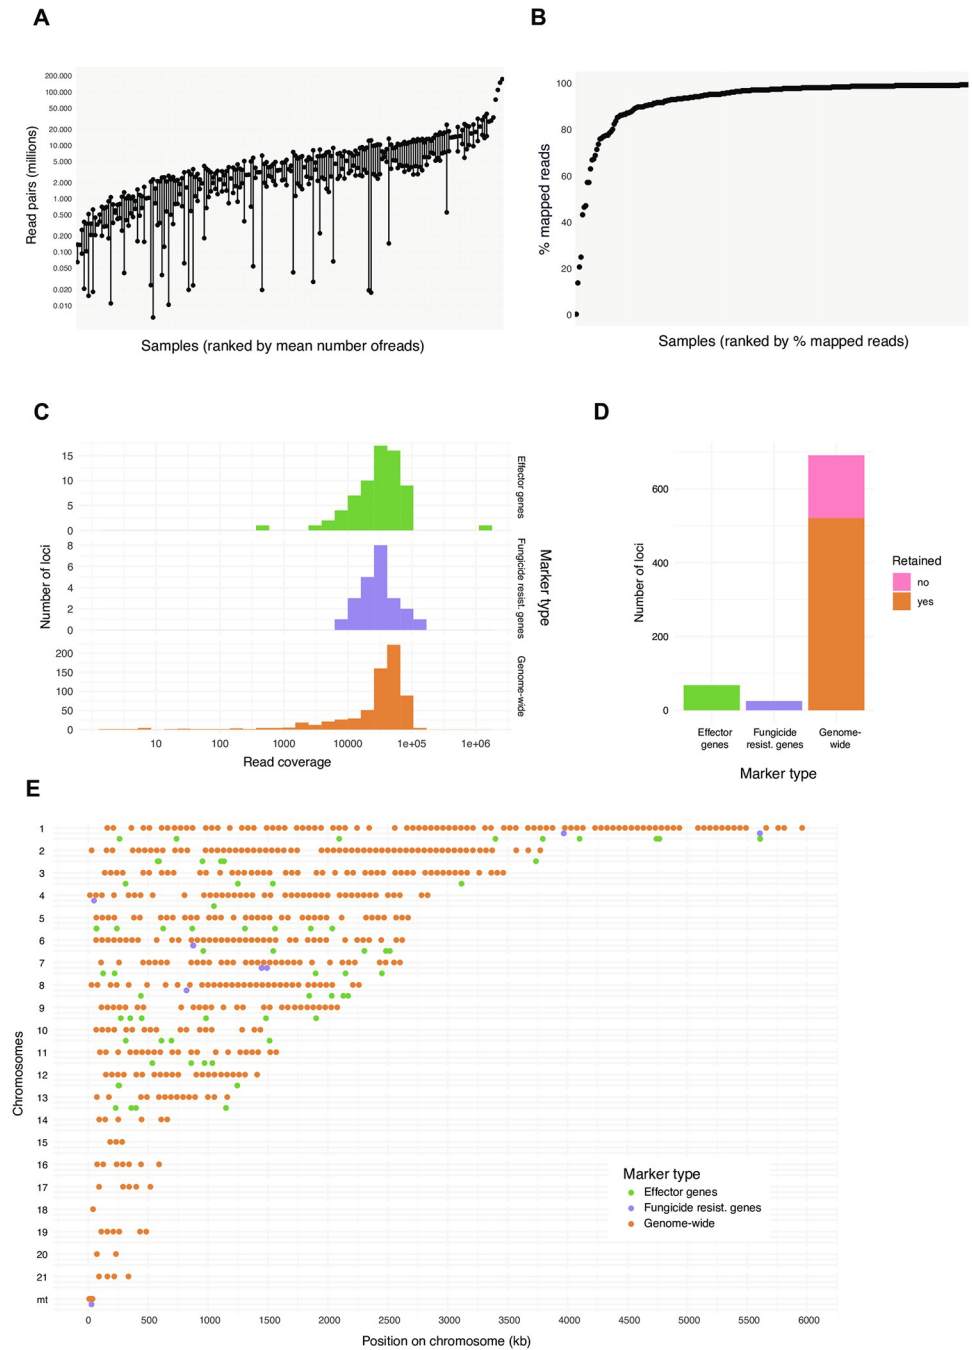 A
B
200.000
100.000
50.000
20.000
10.000
5.000
2.000
1.000
0.500
0.200
0.100
0.050
0.020
0.010
Read pairs (millions)
Samples (ranked by mean number ofreads)
100
80
60
40
20
0
% mapped reads
Samples (ranked by % mapped reads)
C
D
15
10
5
0
Effector genes
8
6
4
2
0
Fungicide resist. genes
200
150
100
50
0
Genome-wide
Number of loci
Marker type
10
100
1000
10000
1e+05
1e+06
Read coverage
600
400
200
0
Number of loci
Effector genes
Fungicide resist. genes
Genome-wide
Marker type
Retained
no
yes
E
1
2
3
4
5
6
7
8
9
10
11
12
13
14
15
16
17
18
19
20
21
mt
Chromosomes
Marker type
Effector genes
Fungicide resist. genes
Genome-wide
0
500
1000
1500
2000
2500
3000
3500
4000
4500
5000
5500
6000
Position on chromosome (kb)